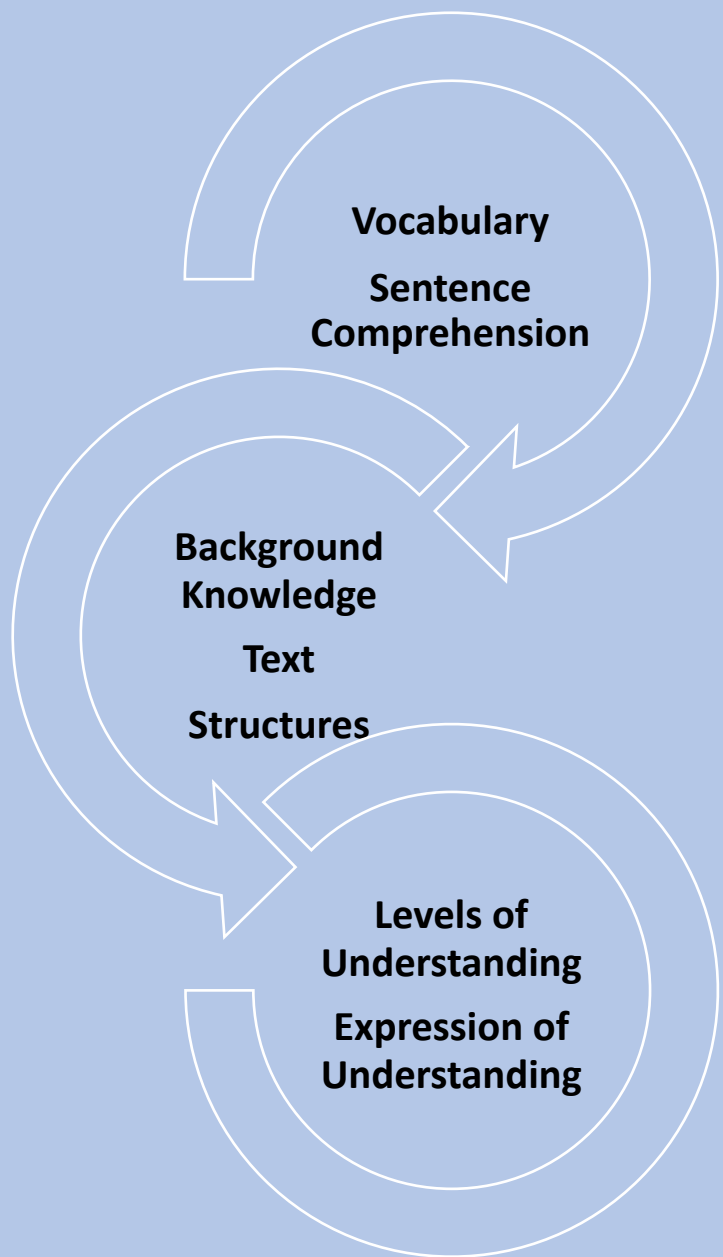 Vocabulary
Sentence
Comprehension
Background
Knowledge
Text
Structures
Levels of
Understanding
Expression of
Understanding